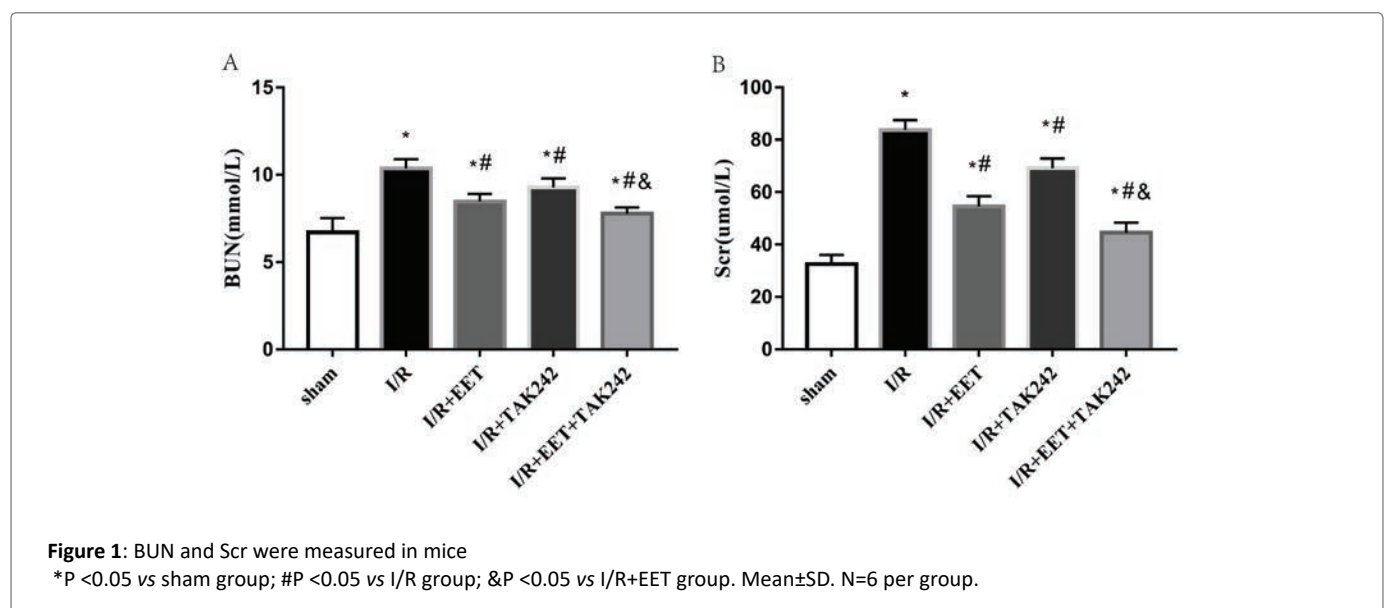 A
BUN(mmol/L)
15
10
5
0
*
*#
*#
*#&
sham
I/R
I/R+EET
I/R+TAK242
I/R+EET+TAK242
B
Scr(umol/L)
100
80
60
40
20
0
*
*#
*#
*#&
sham
I/R
I/R+EET
I/R+TAK242
I/R+EET+TAK242
Figure 1: BUN and Scr were measured in mice
*P <0.05 vs sham group; #P <0.05 vs I/R group; &P <0.05 vs I/R+EET group. Mean±SD. N=6 per group.